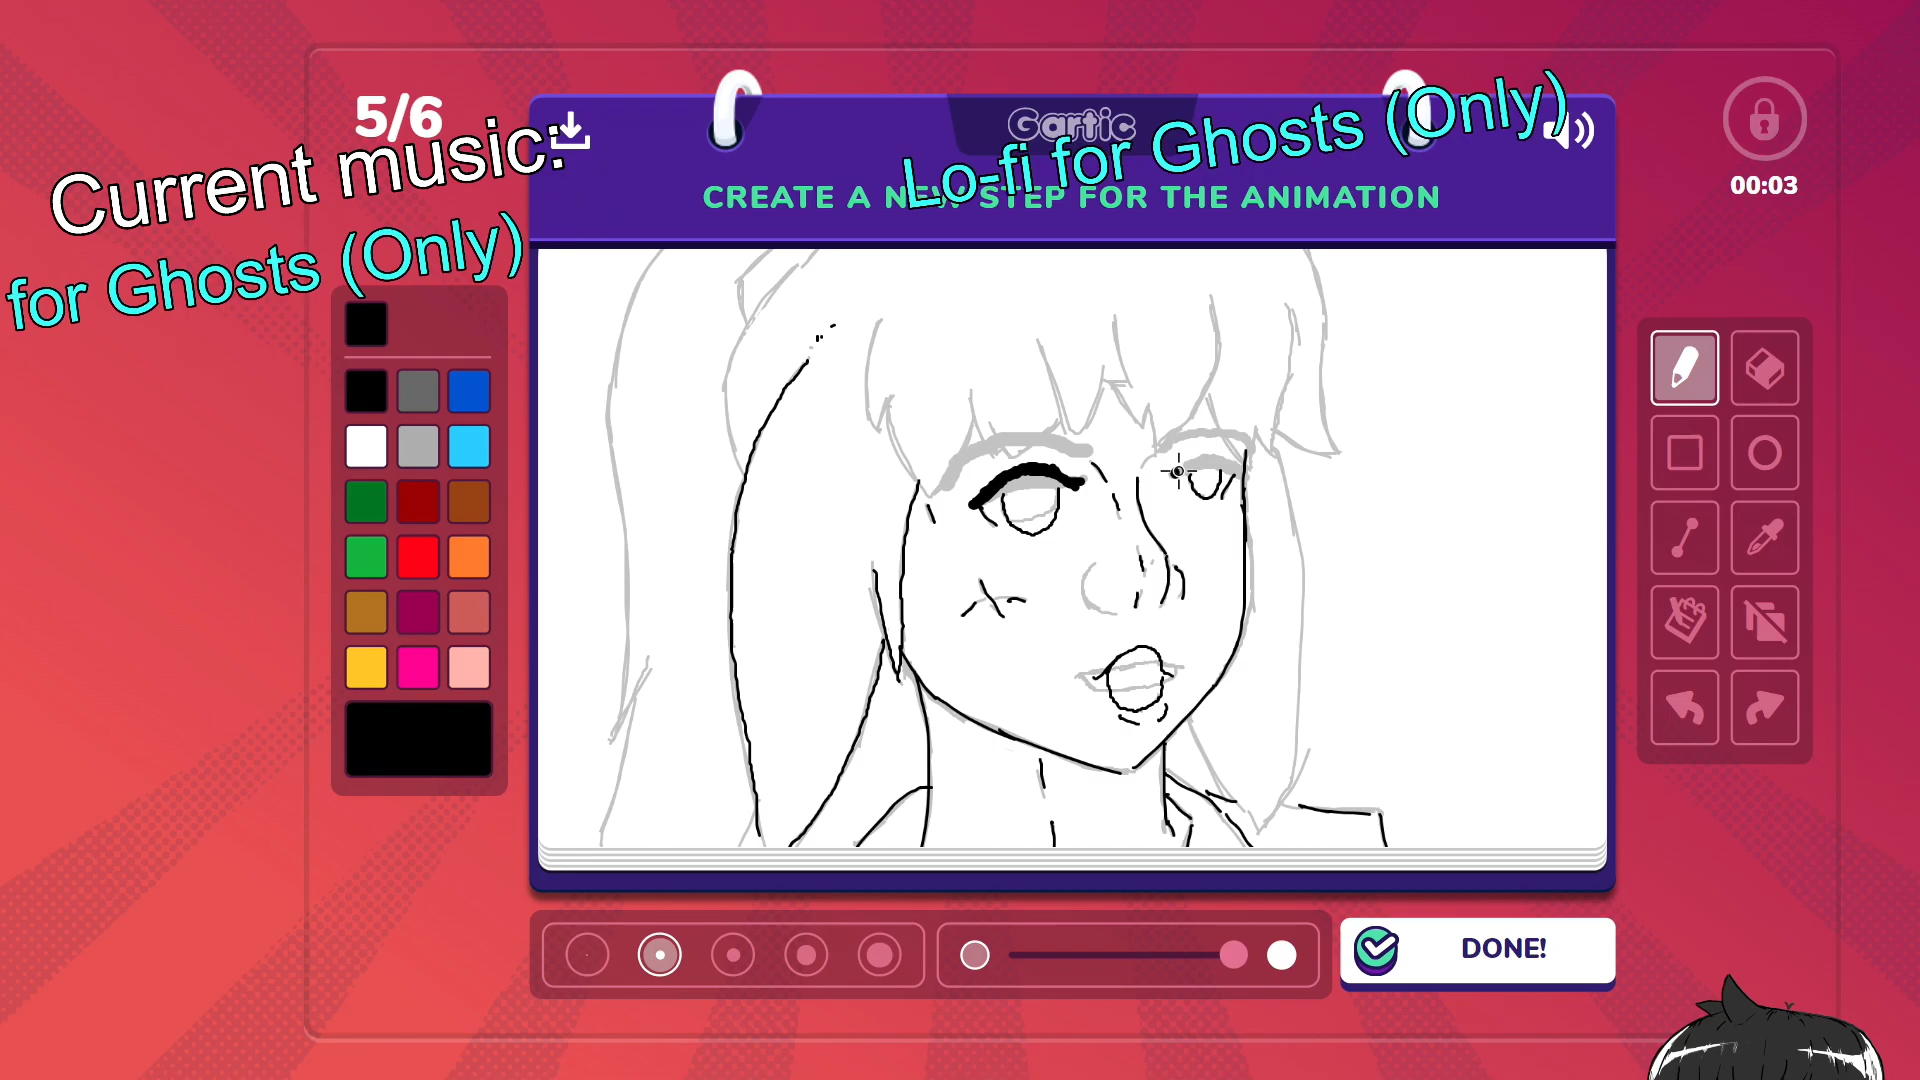 5/6
Current music:
for Ghosts (Only)
Gartic
Lo-fi for Ghosts (Only)
CREATE A NEW STEP FOR THE ANIMATION
00:03
DONE!